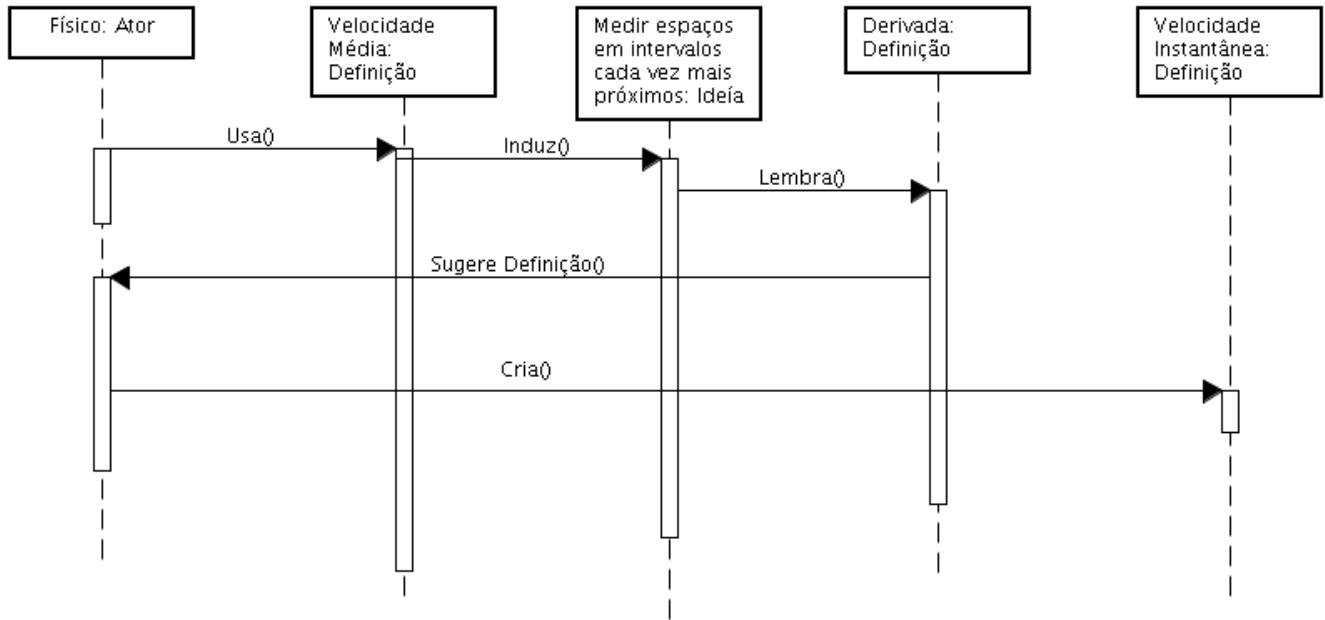 Físico: Ator
Velocidade
Média:
Definição
Medir espaços
em intervalos
cada vez mais
próximos: Ideía
Derivada:
Definição
Velocidade
Instantânea:
Definição
Usa()
Induz()
Lembra()
Sugere Definição()
Cria()